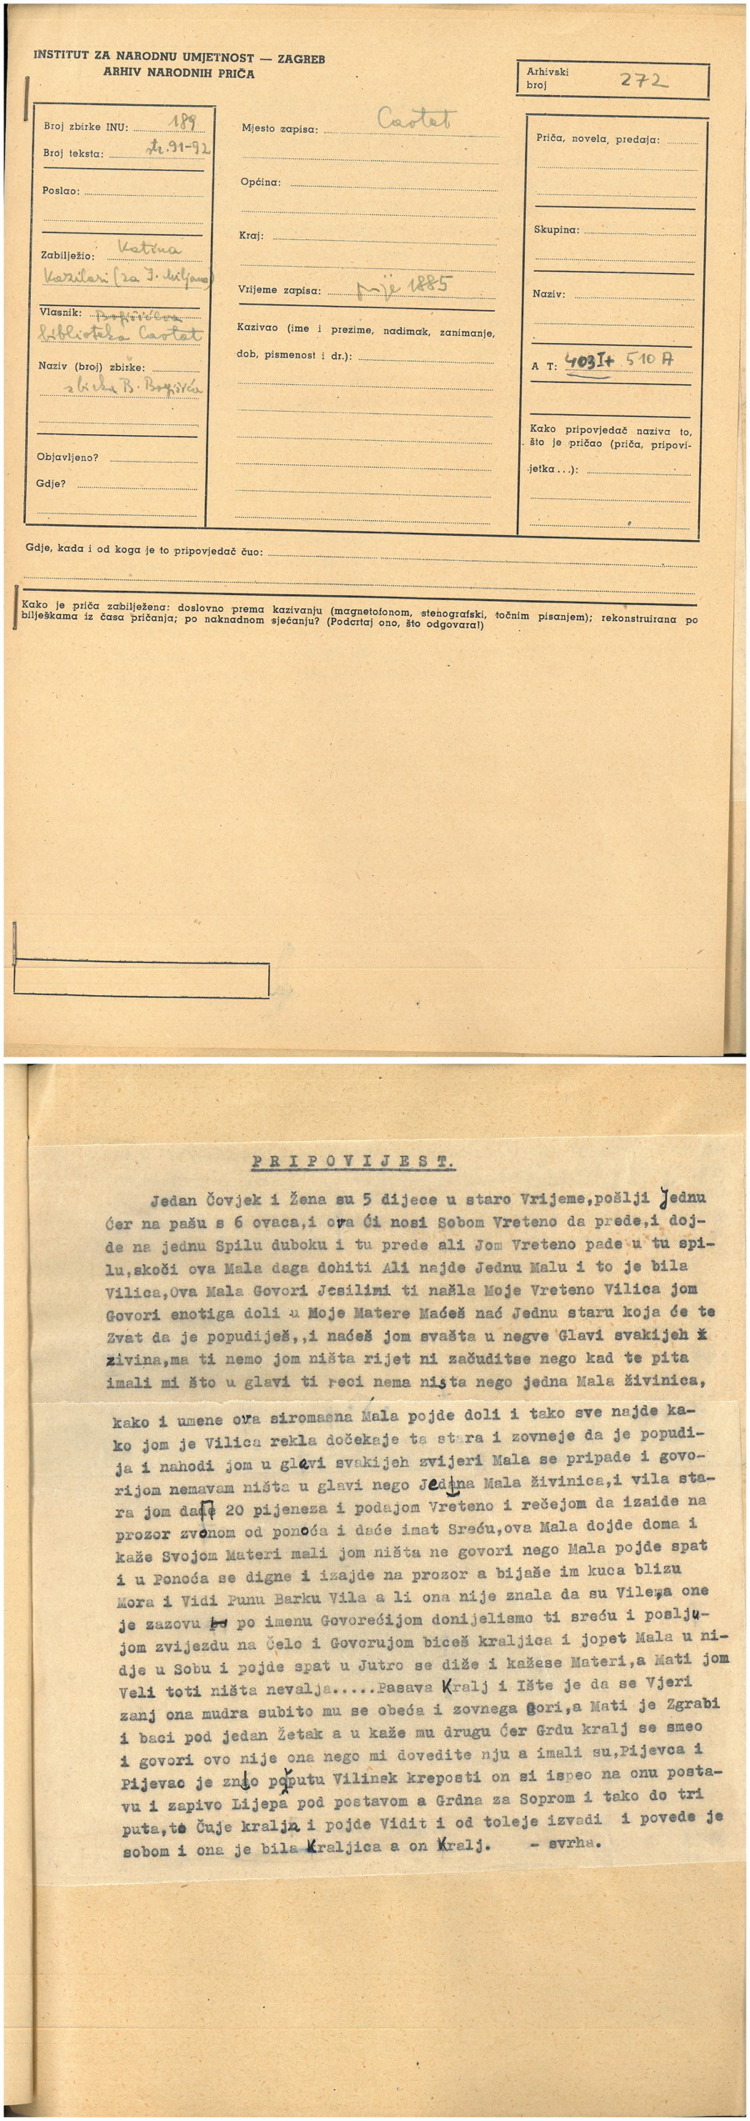 INSTITUT ZA NARODNU UMJETNOST — ZAGREB
ARHIV NARODNIH PRIČA
Arhivski broj 272
Broj zbirke INU: 189
Broj teksta: str. 91-92
Poslao:
Zabilježio: Katina
Kazilari (za I. Miljana)
Vlasnik: Bogišićeva
biblioteka Cavtat
Naziv (broj) zbirke:
zbirka B. Bogišića
Objavljeno?
Gdje?
Mjesto zapisa: Cavtat
Općina:
Kraj:
Vrijeme zapisa: prije 1885
Kazivao (ime i prezime, nadimak, zanimanje,
dob, pismenost i dr.):
Priča, novela, predaja:
Skupina:
Naziv:
A T: 403 I + 510 A
Kako pripovjedač naziva to,
što je pričao (priča, pripovi-
jetka...):
Gdje, kada i od koga je to pripovjedač čuo:
Kako je priča zabilježena: doslovno prema kazivanju (magnetofonom, stenografski, točnim pisanjem); rekonstruirana po
bilješkama iz časa pričanja; po naknadnom sjećanju? (Podcrtaj ono, što odgovara!)
PRIPOVIJEST.
Jedan Čovjek i Žena su 5 dijece u staro Vrijeme,pošlji Jednu
Ćer na pašu s 6 ovaca,i ova ći nosi Sobom Vreteno da prede,i doj-
de na jednu Spilu duboku i tu prede ali Jom Vreteno pade u tu spi-
lu,skoči ova Mala daga dohiti Ali najde Jednu Malu i to je bila
Vilica,Ova Mala Govori Jesilimi ti našla Moje Vreteno Vilica jom
Govori enotiga doli u Moje Matere Maćeš nać Jednu staru koja će te
Zvat da je popudiješ,,i naćeš jom svašta u negve Glavi svakijeh ž
živina,ma ti nemo jom ništa rijet ni začuditse nego kad te pita
imali mi što u glavi ti reci nema ništa nego jedna Mala živinica,
kako i umene ova siromašna Mala pojde doli i tako sve najde ka-
ko jom je Vilica rekla dočekaje ta stara i zovneje da je popudi-
ja i nahodi jom u glavi svakijeh zvijeri Mala se pripade i govo-
rijom nemavam ništa u glavi nego Jedna Mala živinica,i vila sta-
ra jom dade 20 pijeneza i podajom Vreteno i rečejom da izaide na
prozor zvonom od ponoća i daće imat Sreću,ova Mala dojde doma i
kaže Svojom Materi mali jom ništa ne govori nego Mala pojde spat
i u Ponoća se digne i izajde na prozor a bijaše im kuca blizu
Mora i Vidi Punu Barku Vila a li ona nije znala da su Vile,a one
je zazovu po imenu Govorećijom donijelismo ti sreću i poslju-
jom zvijezdu na Čelo i Govorujom bićeš kraljica i jopet Mala u ni-
dje u Sobu i pojde spat u Jutro se diže i kažese Materi,a Mati jom
Veli toti ništa nevalja.....Pasava Kralj i Ište je da se Vjeri
zanj ona mudra subito mu se obeća i zovnega gori,a Mati je Zgrabi
i baci pod jedan Žetak a u kaže mu drugu Ćer Grdu kralj se smeo
i govori ovo nije ona nego mi dovedite nju a imali su,Pijevca i
Pijevac je znao poputu Vilinek kreposti on si ispeo na onu posta-
vu i zapivo Lijepa pod postavom a Grdna za Soprom i tako do tri
puta,to Čuje kralj i pojde Vidit i od toleje izvadi i povede je
sobom i ona je bila Kraljica a on Kralj. - svrha.